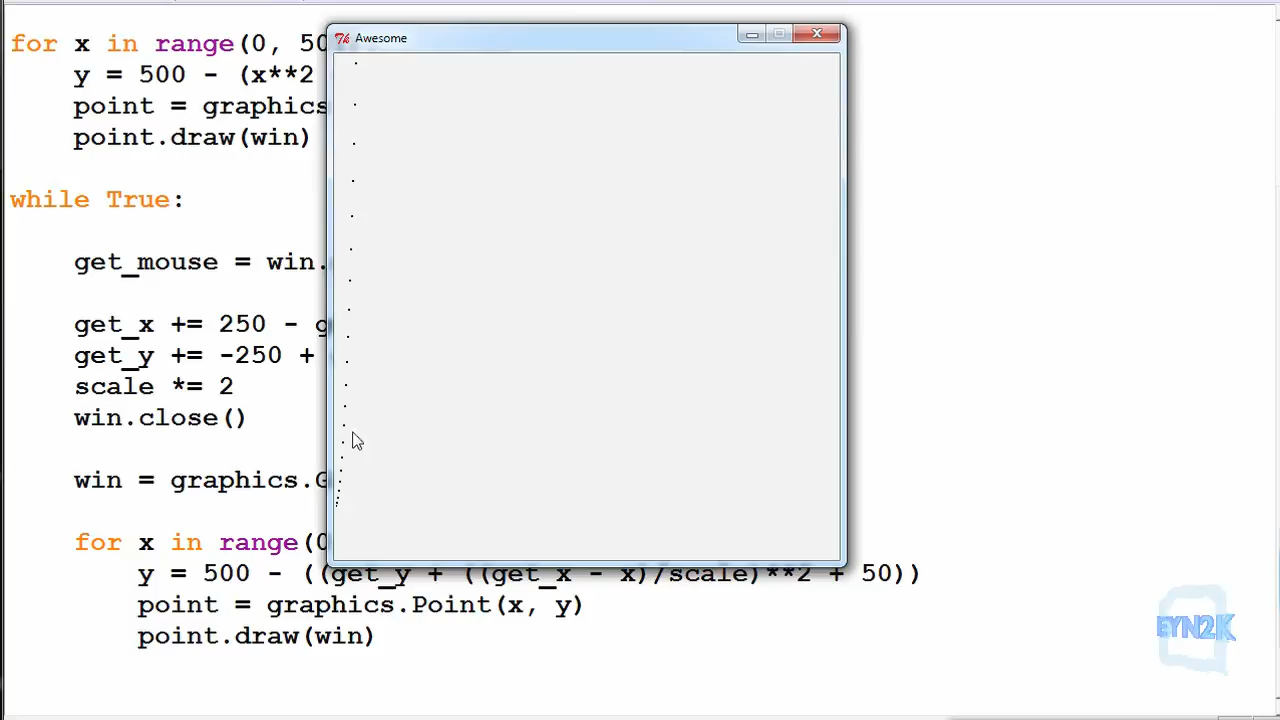 for x in range(0, 50
Awesome
y = 500 - (x**2
point = graphics
point.draw(win)
while True:
get_mouse = win.
get_x += 250 - g
get_y += -250 +
scale *= 2
win.close()
win = graphics.G
for x in range(0
y = 500 - ((get_y + ((get_x - x)/scale)**2 + 50))
point = graphics.Point(x, y)
point.draw(win)
EYN2K